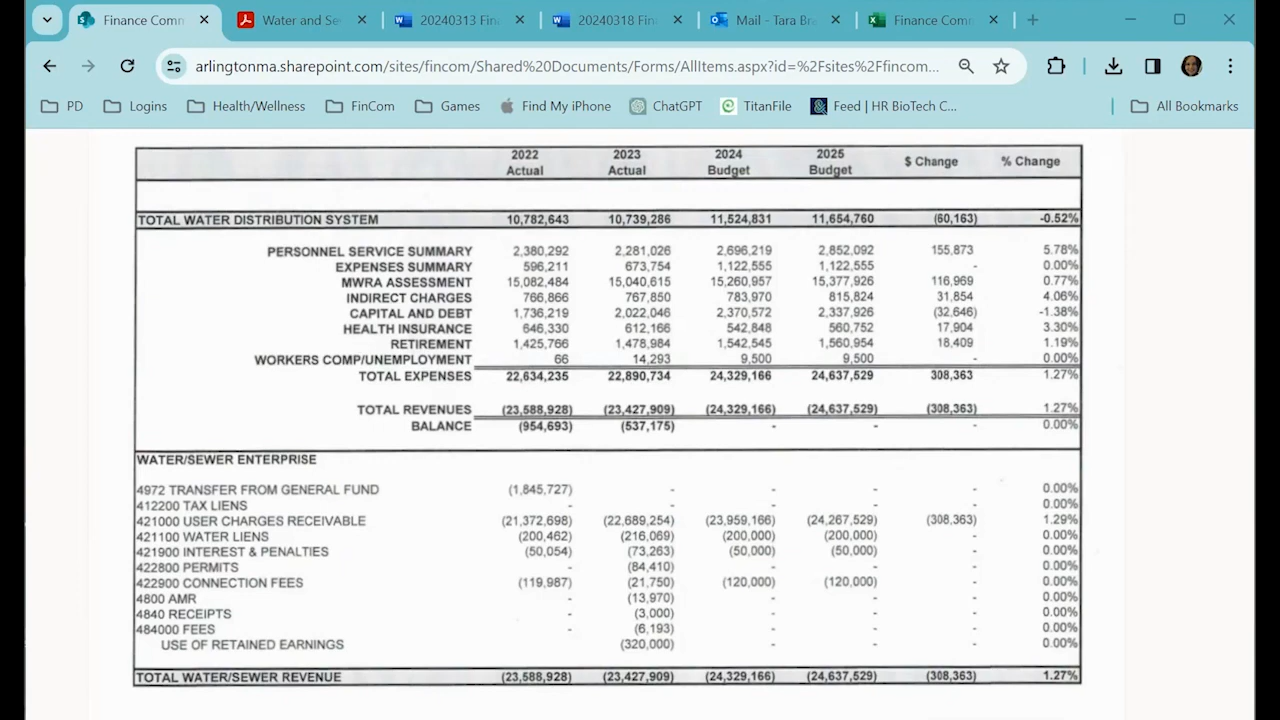 Finance Comm
Water and Se
20240313 Fin
20240318 Fin
Mail - Tara Bra
Finance Comm
arlingtonma.sharepoint.com/sites/fincom/Shared%20Documents/Forms/AllItems.aspx?id=%2Fsites%2Ffincom...
PD Logins Health/Wellness FinCom Games Find My iPhone ChatGPT TitanFile Feed | HR BioTech C... All Bookmarks
2022 2023 2024 2025 $ Change % Change
Actual Actual Budget Budget
TOTAL WATER DISTRIBUTION SYSTEM 10,782,643 10,739,286 11,524,831 11,654,760 (60,163) -0.52%
PERSONNEL SERVICE SUMMARY 2,380,292 2,281,026 2,696,219 2,852,092 155,873 5.78%
EXPENSES SUMMARY 596,211 673,754 1,122,555 1,122,555 - 0.00%
MWRA ASSESSMENT 15,082,484 15,040,615 15,260,957 15,377,926 116,969 0.77%
INDIRECT CHARGES 766,866 767,850 783,970 815,824 31,854 4.06%
CAPITAL AND DEBT 1,736,219 2,022,046 2,370,572 2,337,926 (32,646) -1.38%
HEALTH INSURANCE 646,330 612,166 542,848 560,752 17,904 3.30%
RETIREMENT 1,425,766 1,478,984 1,542,545 1,560,954 18,409 1.19%
WORKERS COMP/UNEMPLOYMENT 66 14,293 9,500 9,500 - 0.00%
TOTAL EXPENSES 22,634,235 22,890,734 24,329,166 24,637,529 308,363 1.27%
TOTAL REVENUES (23,588,928) (23,427,909) (24,329,166) (24,637,529) (308,363) 1.27%
BALANCE (954,693) (537,175) - - - 0.00%
WATER/SEWER ENTERPRISE
4972 TRANSFER FROM GENERAL FUND (1,845,727) - - - - 0.00%
412200 TAX LIENS - - - - - 0.00%
421000 USER CHARGES RECEIVABLE (21,372,698) (22,689,254) (23,959,166) (24,267,529) (308,363) 1.29%
421100 WATER LIENS (200,462) (216,069) (200,000) (200,000) - 0.00%
421900 INTEREST & PENALTIES (50,054) (73,263) (50,000) (50,000) - 0.00%
422800 PERMITS - (84,410) - - - 0.00%
422900 CONNECTION FEES (119,987) (21,750) (120,000) (120,000) - 0.00%
4800 AMR - (13,970) - - - 0.00%
4840 RECEIPTS - (3,000) - - - 0.00%
484000 FEES - (6,193) - - - 0.00%
USE OF RETAINED EARNINGS (320,000) - - - 0.00%
TOTAL WATER/SEWER REVENUE (23,588,928) (23,427,909) (24,329,166) (24,637,529) (308,363) 1.27%